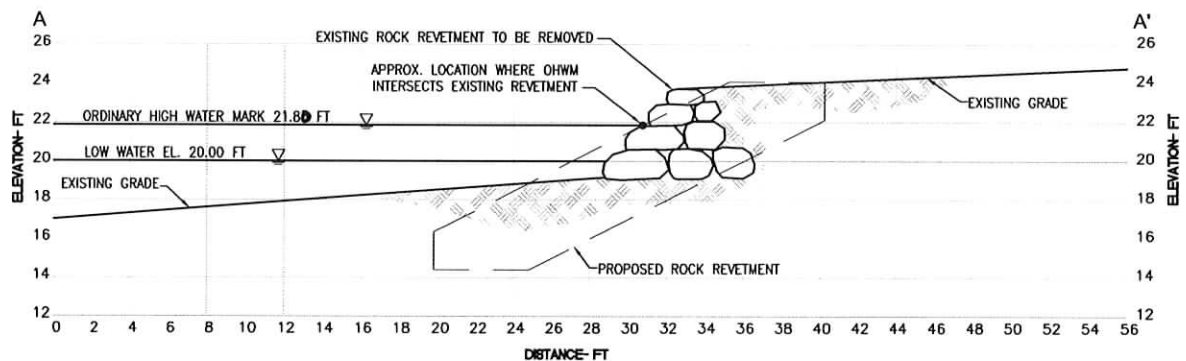 A A'
26 26
EXISTING ROCK REVETMENT TO BE REMOVED
24 24
APPROX. LOCATION WHERE OHWM
INTERSECTS EXISTING REVETMENT
EXISTING GRADE
22 ORDINARY HIGH WATER MARK FT 22
20 LOW WATER EL. 20.00 FT 20
EXISTING GRADE
18 18
16 16
PROPOSED ROCK REVETMENT
14 14
12 12
ELEVATION-FT
ELEVATION-FT
0 2 4 6 8 10 12 14 16 18 20 22 24 26 28 30 32 34 36 38 40 42 44 46 48 50 52 54 56
DISTANCE-FT